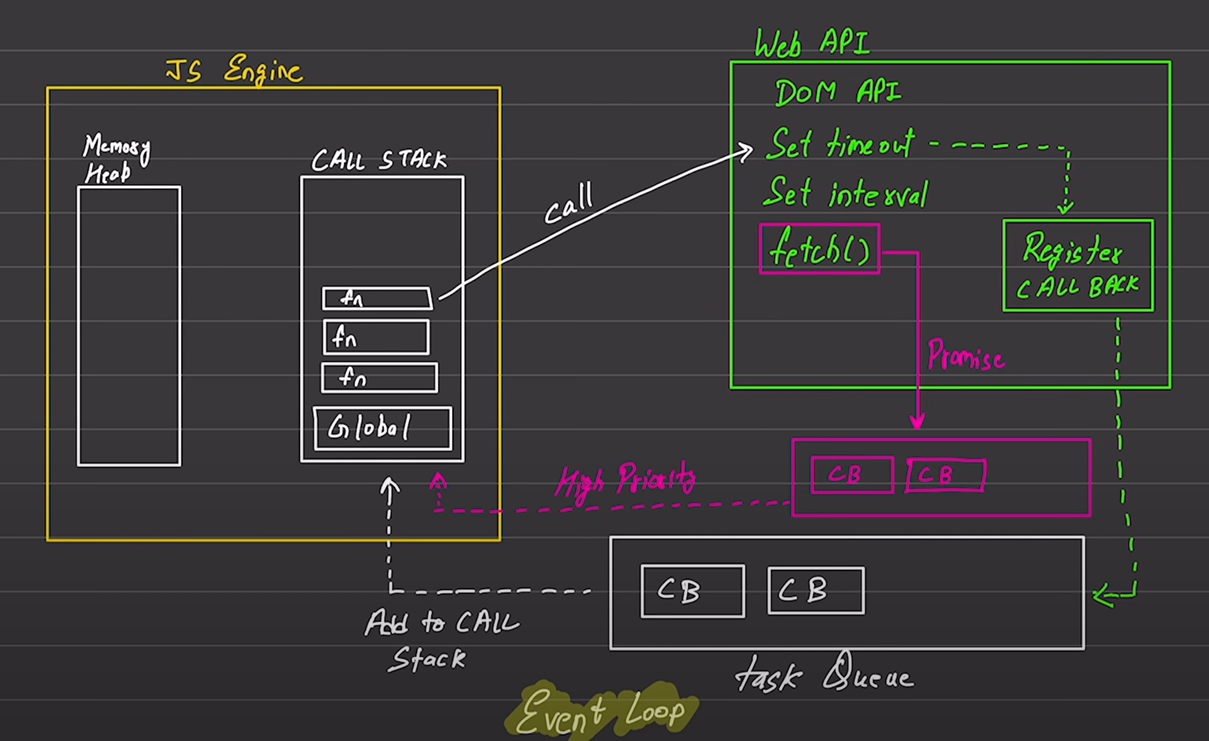 JS Engine
Memory
Heab
CALL STACK
fn
fn
fn
Global
call
Web API
DOM API
Set timeout
Set interval
fetch()
Register
CALL BACK
Promise
High Priority
CB
CB
CB
CB
Add to CALL
Stack
task Queue
Event Loop